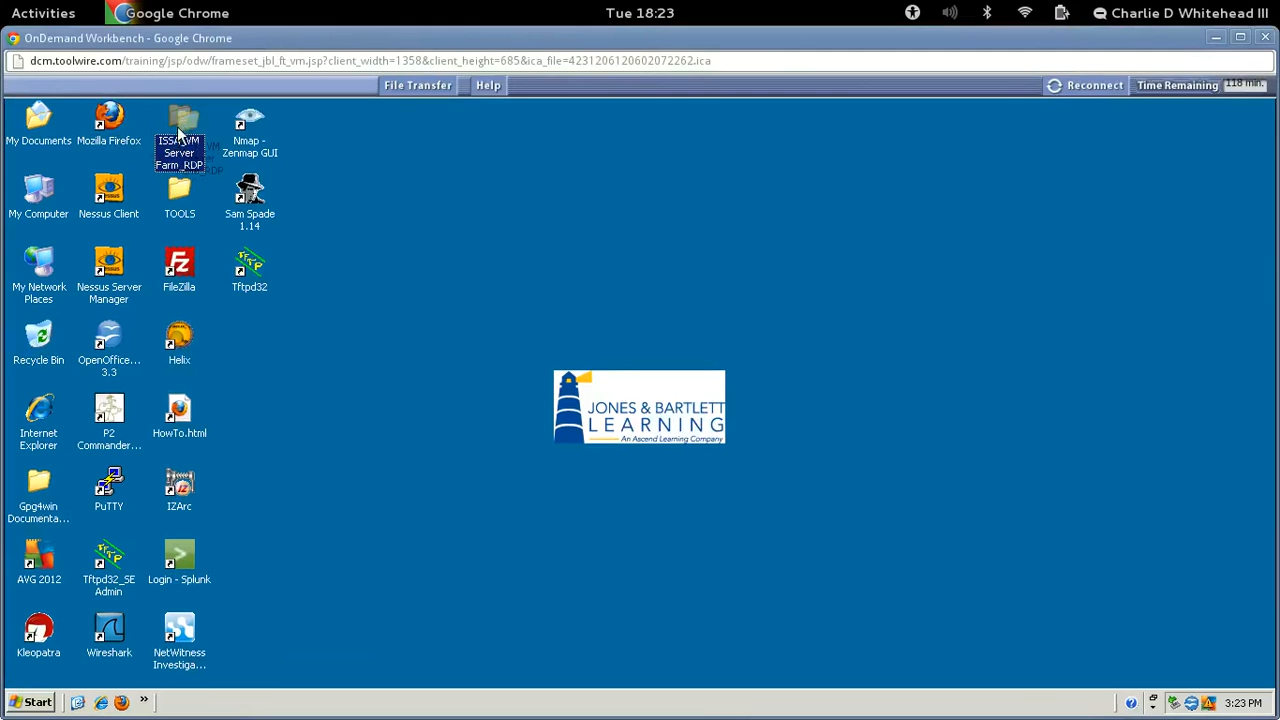 Activities
Google Chrome
Tue 18:23
Charlie D Whitehead III
OnDemand Workbench - Google Chrome
dcm.toolwire.com/training/jsp/odw/frameset_jbl_ft_vm.jsp?client_width=1358&client_height=685&ica_file=4231206120602072262.ica
File Transfer
Help
Reconnect
Time Remaining
118 min.
My Documents
Mozilla Firefox
Server
Farm_RDP
Nmap -
Zenmap GUI
My Computer
Nessus Client
TOOLS
Sam Spade
1.14
My Network
Places
Nessus Server
Manager
FileZilla
Tftpd32
Recycle Bin
OpenOffice...
3.3
Helix
Internet
Explorer
P2
Commander...
HowTo.html
Gpg4win
Documenta...
PuTTY
IZArc
AVG 2012
Tftpd32_SE
Admin
Login - Splunk
Kleopatra
Wireshark
NetWitness
Investiga...
JONES & BARTLETT
LEARNING
An Ascend Learning Company
Start
3:23 PM